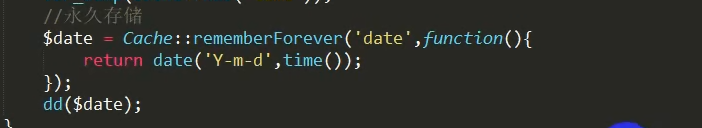 //永久存储
$date = Cache::rememberForever('date',function(){
return date('Y-m-d',time());
});
dd($date);
}